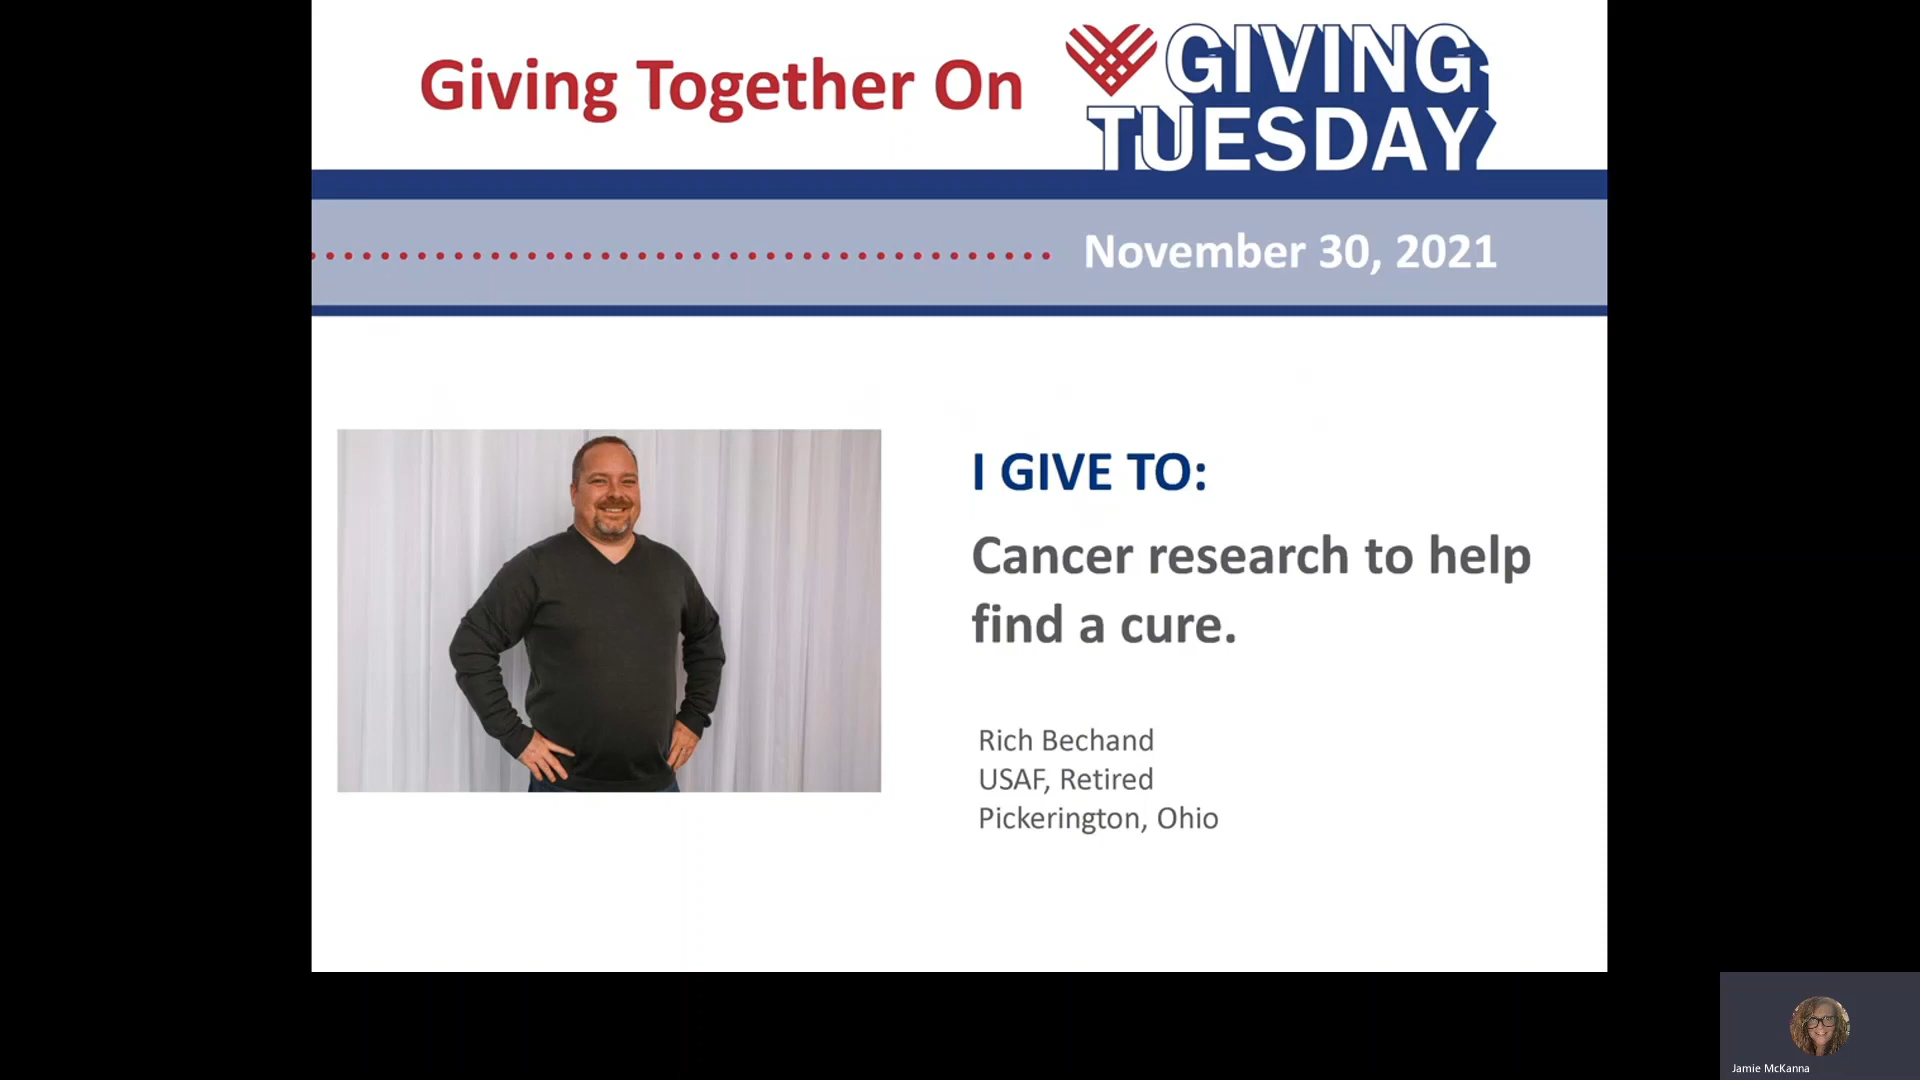 Giving Together On
GIVING
TUESDAY
November 30, 2021
I GIVE TO:
Cancer research to help
find a cure.
Rich Bechand
USAF, Retired
Pickerington, Ohio
Jamie McKanna